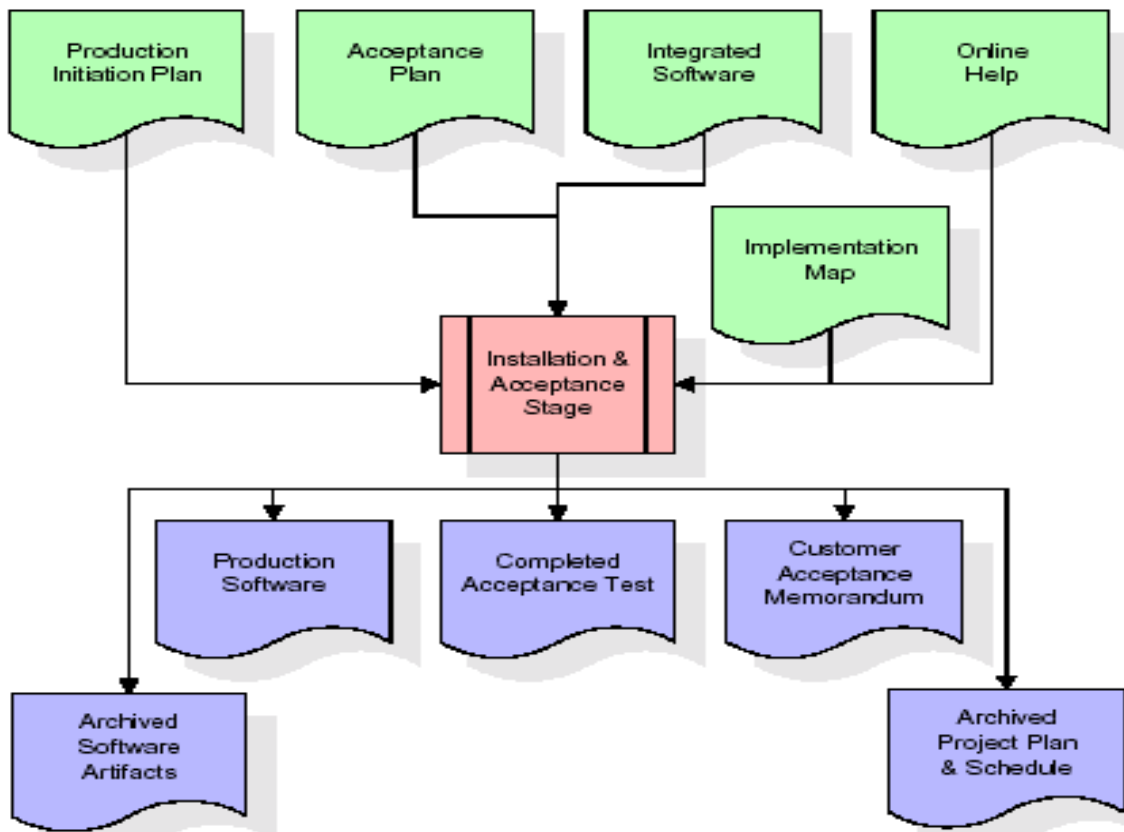 Production
Initiation Plan
Acceptance
Plan
Integrated
Software
Online
Help
Implementation
Map
Installation &
Acceptance
Stage
Production
Software
Completed
Acceptance Test
Customer
Acceptance
Memorandum
Archived
Software
Artifacts
Archived
Project Plan
& Schedule